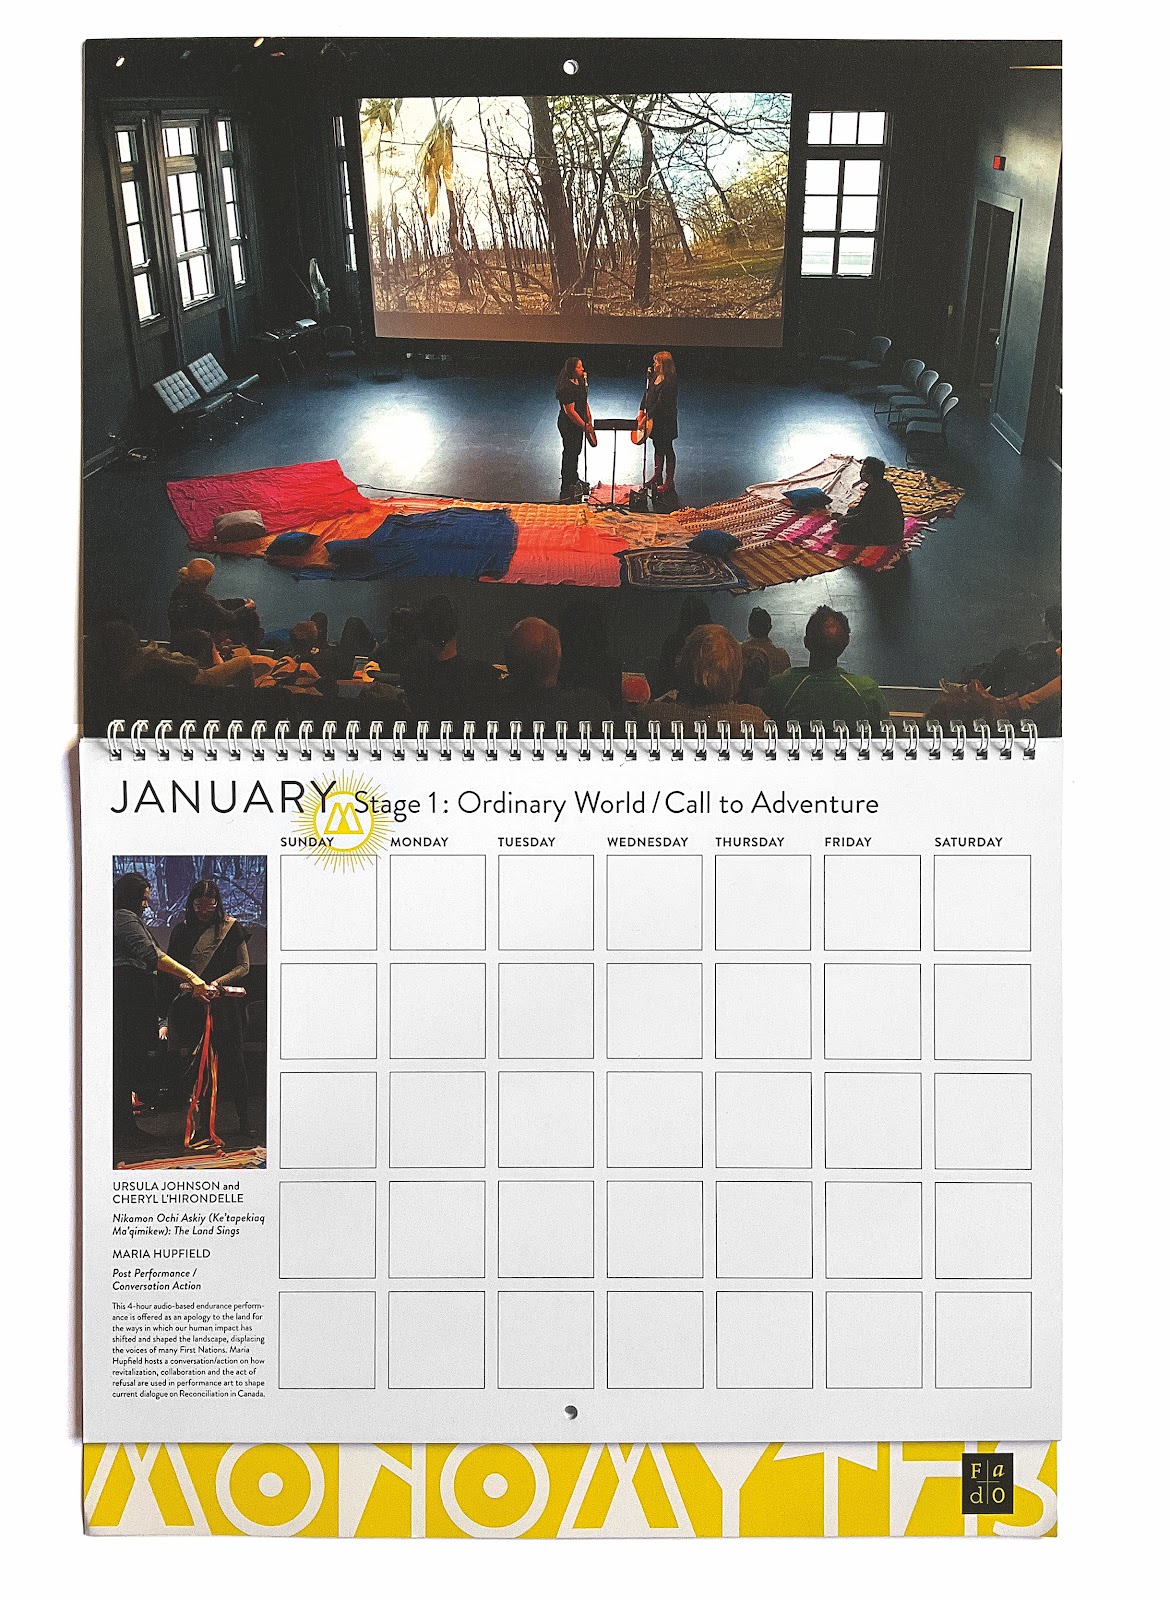 JANUARY Stage 1: Ordinary World / Call to Adventure
SUNDAY MONDAY TUESDAY WEDNESDAY THURSDAY FRIDAY SATURDAY
URSULA JOHNSON and
CHERYL L'HIRONDELLE
Nikamon Ochi Askiy (Ke'tapekiaq
Ma'qimikew): The Land Sings
MARIA HUPFIELD
Post Performance /
Conversation Action
This 4-hour audio-based endurance perform-
ance is offered as an apology to the land for
the ways in which our human impact has
shifted and shaped the landscape, displacing
the voices of many First Nations. Maria
Hupfield hosts a conversation/action on how
revitalization, collaboration and the act of
refusal are used in performance art to shape
current dialogue on Reconciliation in Canada.
MONOMYTHS
Fa
dO